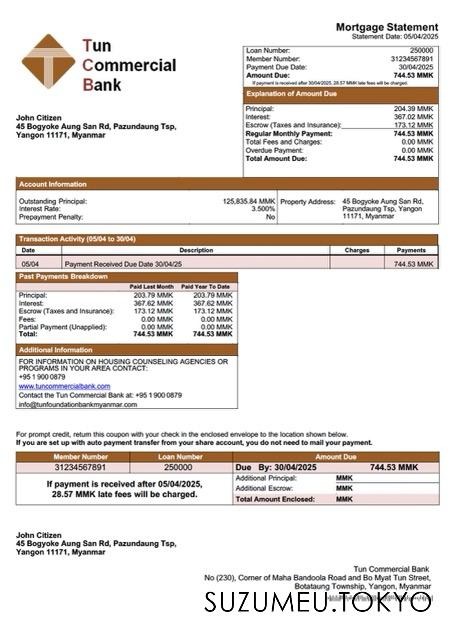 Mortgage Statement
Statement Date: 05/04/2025
Tun
Commercial
Bank
Loan Number: 250000
Member Number: 31234567891
Payment Due Date: 30/04/2025
Amount Due: 744.53 MMK
If payment is received after 30/04/2025, 28.57 MMK late fees will be charged.
Explanation of Amount Due
Principal: 204.39 MMK
Interest: 367.02 MMK
Escrow (Taxes and Insurance): 173.12 MMK
Regular Monthly Payment: 744.53 MMK
Total Fees and Charges: 0.00 MMK
Overdue Payment: 0.00 MMK
Total Amount Due: 744.53 MMK
John Citizen
45 Bogyoke Aung San Rd, Pazundaung Tsp,
Yangon 11171, Myanmar
Account Information
Outstanding Principal: 125,835.84 MMK
Interest Rate: 3.500%
Prepayment Penalty: No
Property Address: 45 Bogyoke Aung San Rd,
Pazundaung Tsp, Yangon
11171, Myanmar
Transaction Activity (05/04 to 30/04)
Date Description Charges Payments
05/04 Payment Received Due Date 30/04/25 744.53 MMK
Past Payments Breakdown
Paid Last Month Paid Year To Date
Principal: 203.79 MMK 203.79 MMK
Interest: 367.62 MMK 367.62 MMK
Escrow (Taxes and Insurance): 173.12 MMK 173.12 MMK
Fees: 0.00 MMK 0.00 MMK
Partial Payment (Unapplied): 0.00 MMK 0.00 MMK
Total: 744.53 MMK 744.53 MMK
Additional Information
FOR INFORMATION ON HOUSING COUNSELING AGENCIES OR
PROGRAMS IN YOUR AREA CONTACT:
+95 1 900 0879
www.tuncommercialbank.com
Contact the Tun Commercial Bank at: +95 1 900 0879
info@tunfoundationbankmyanmar.com
For prompt credit, return this coupon with your check in the enclosed envelope to the location shown below.
If you are set up with auto payment transfer from your share account, you do not need to mail your payment.
Member Number Loan Number Amount Due
31234567891 250000 Due By: 30/04/2025 744.53 MMK
If payment is received after 05/04/2025,
28.57 MMK late fees will be charged.
Additional Principal: MMK
Additional Escrow: MMK
Total Amount Enclosed: MMK
John Citizen
45 Bogyoke Aung San Rd, Pazundaung Tsp,
Yangon 11171, Myanmar
Tun Commercial Bank
No (230), Corner of Maha Bandoola Road and Bo Myat Tun Street,
Botataung Township, Yangon, Myanmar
SUZUMEU.TOKYO